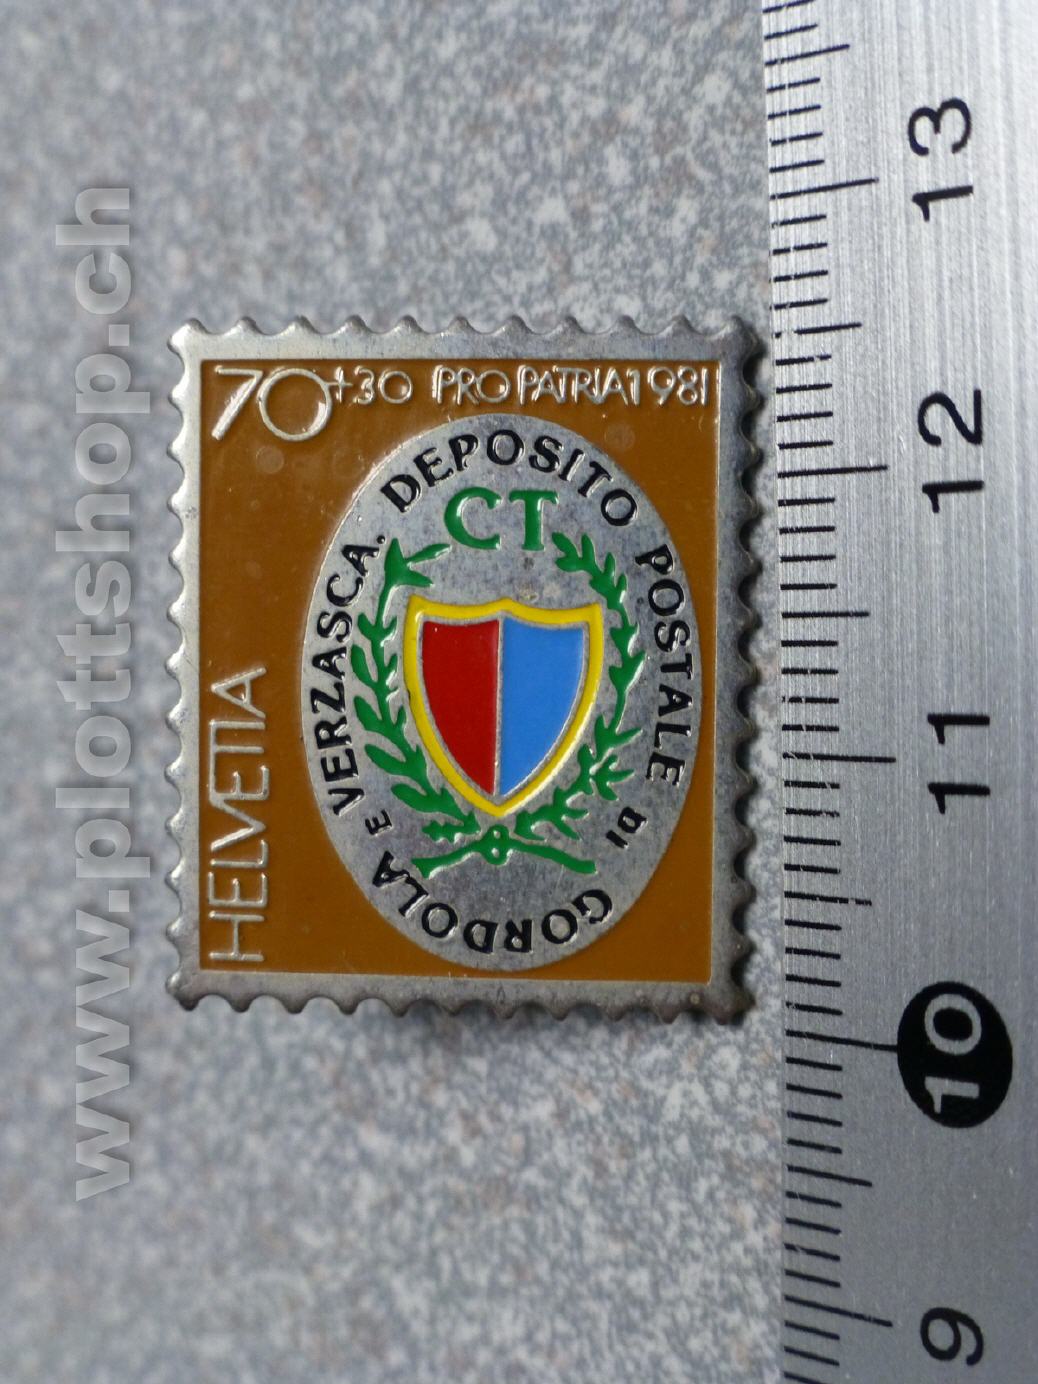 70+30 PRO PATRIA 1981
HELVETIA
DEPOSITO POSTALE DI GORDOLA E VERZASCA.
CT
www.plottshop.ch
13
12
11
10
9